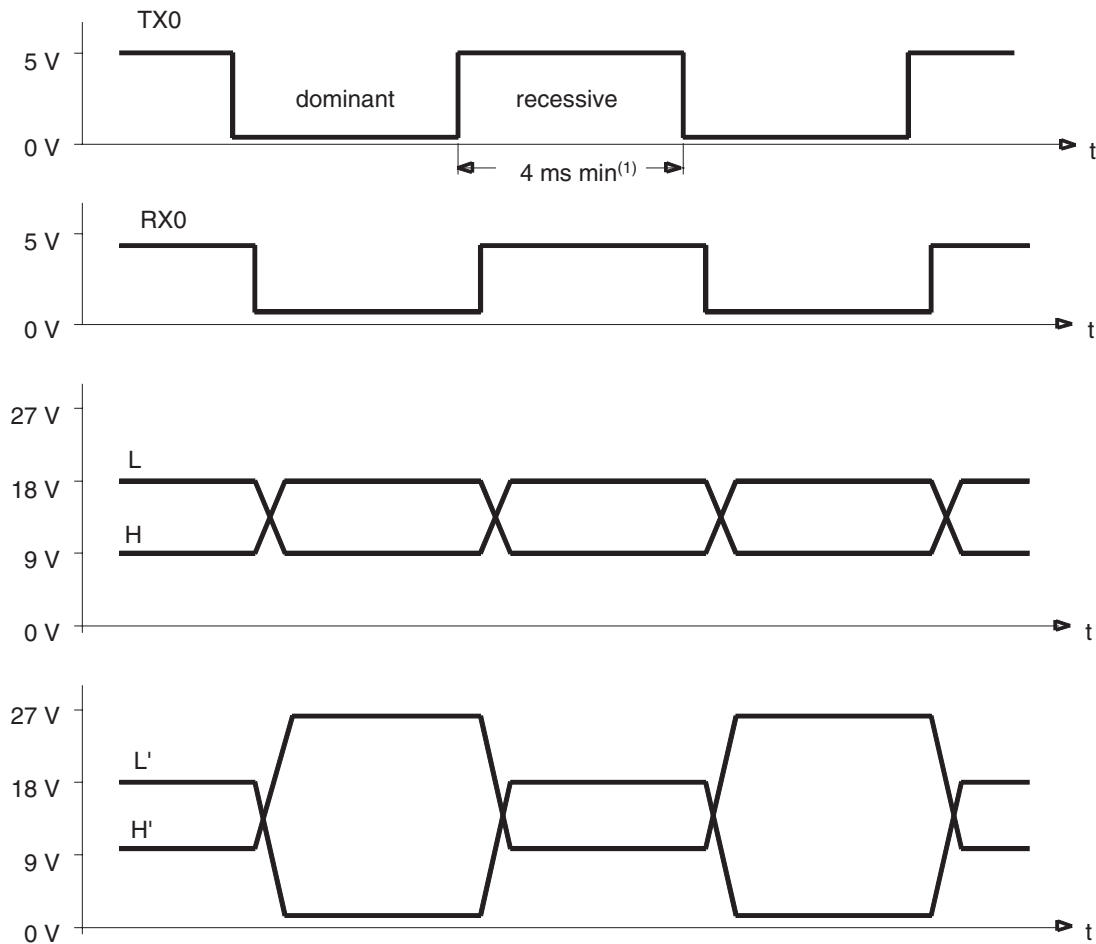 TX0
5 V
dominant recessive
0 V
t
4 ms min(1)
RX0
5 V
0 V
t
27 V
L
18 V
H
9 V
0 V
t
27 V
L'
18 V
H'
9 V
0 V
t